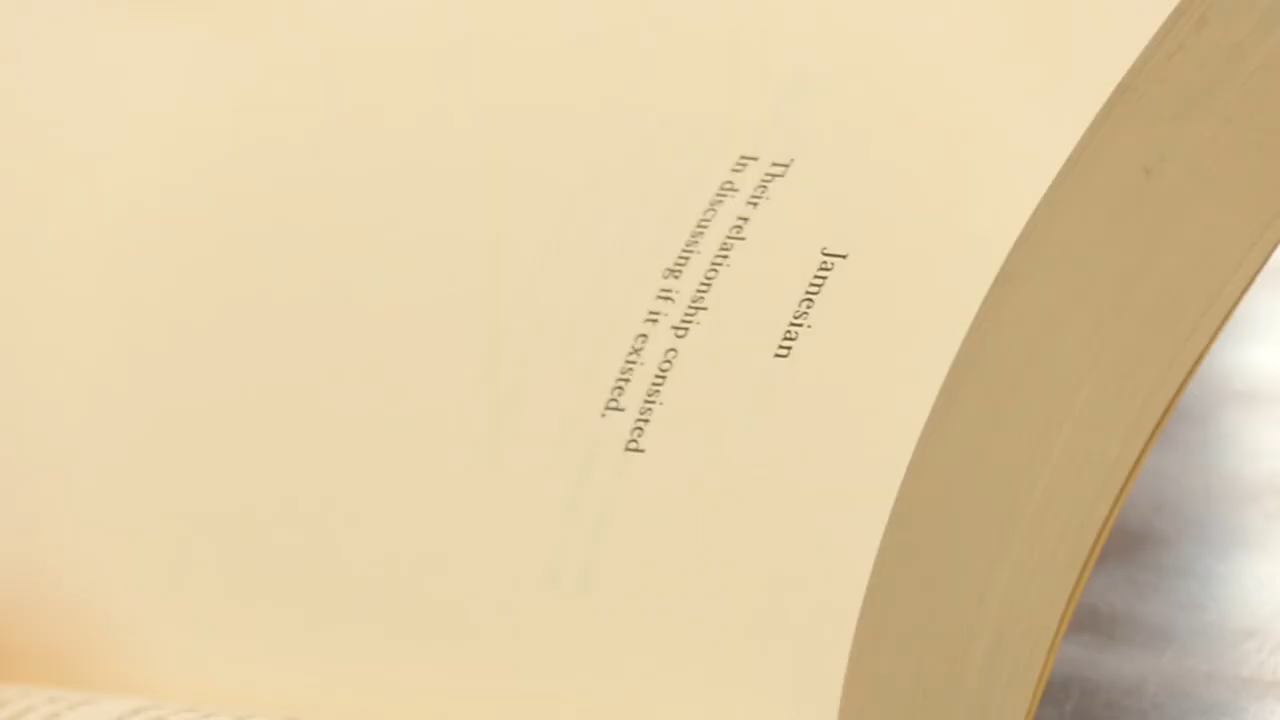 Jamesian
Their relationship consisted
In discussing if it existed.